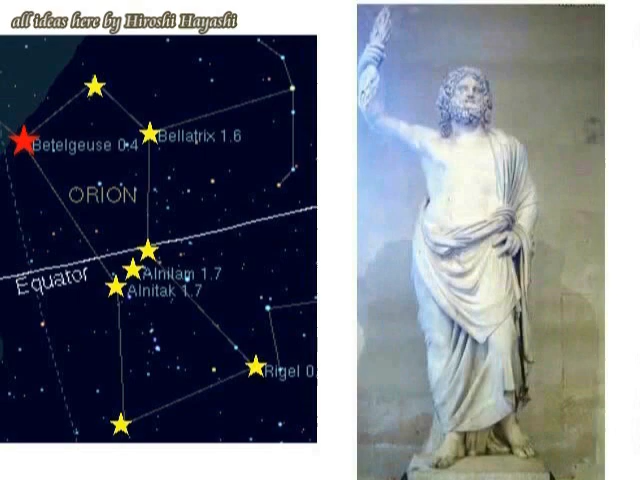 all ideas here by Hiroshi Hayashi
Betelgeuse 0.4
Bellatrix 1.6
ORION
Equator
Alnilam 1.7
Alnitak 1.7
Rigel 0.